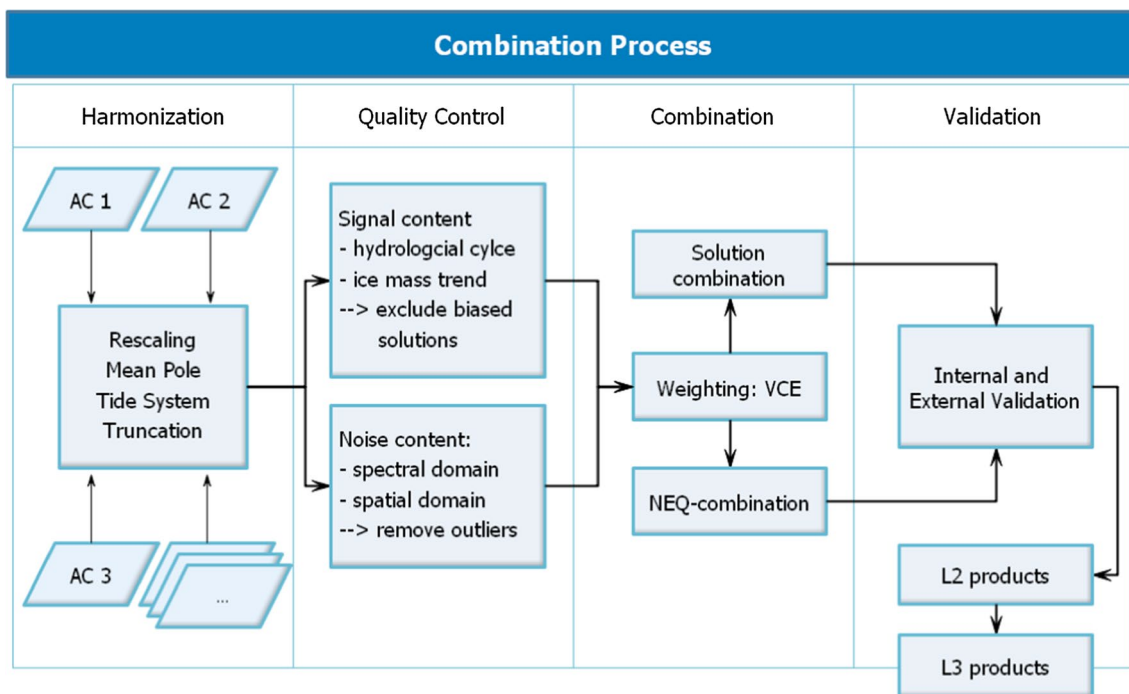 Combination Process
Harmonization
Quality Control
Combination
Validation
AC 1
AC 2
Rescaling
Mean Pole
Tide System
Truncation
AC 3
...
Signal content
- hydrologcial cylce
- ice mass trend
--> exclude biased
solutions
Noise content:
- spectral domain
- spatial domain
--> remove outliers
Solution
combination
Weighting: VCE
NEQ-combination
Internal and
External Validation
L2 products
L3 products